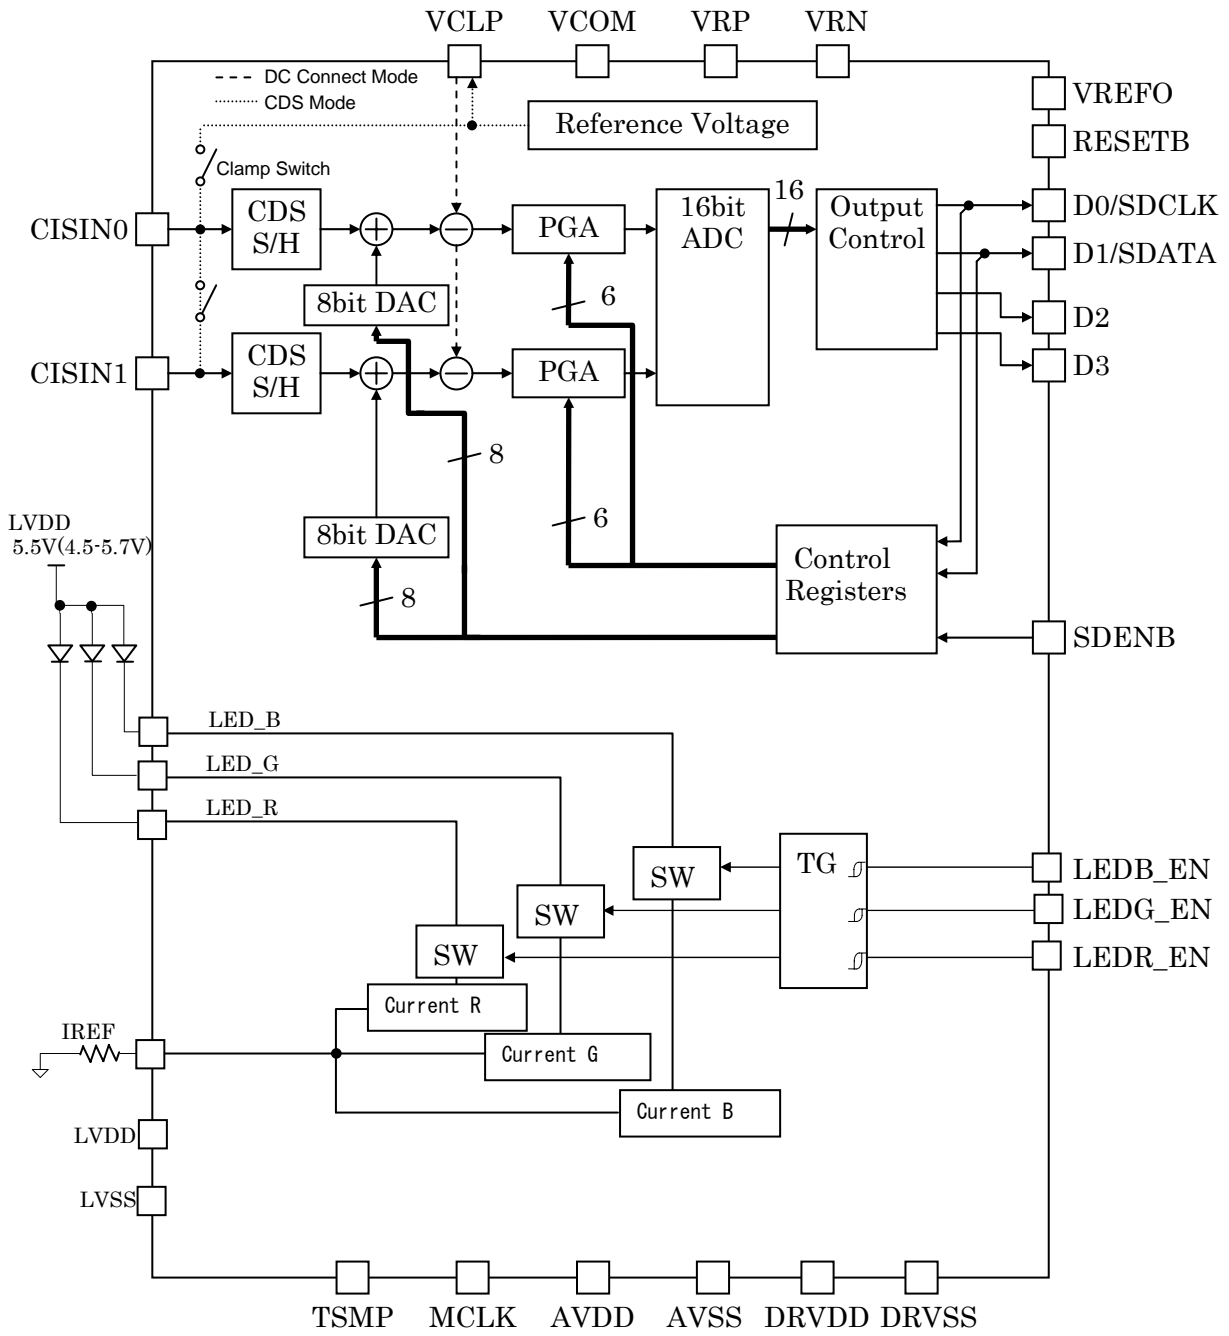 VCLP VCOM VRP VRN
DC Connect Mode
CDS Mode
Reference Voltage
VREFO
RESETB
Clamp Switch
CISIN0
CDS
S/H
PGA
16bit
ADC
16
Output
Control
D0/SDCLK
D1/SDATA
8bit DAC
6
D2
CISIN1
CDS
S/H
PGA
D3
8
LVDD
5.5V(4.5-5.7V)
8bit DAC
6
Control
Registers
8
SDENB
LED_B
LED_G
LED_R
SW
TG
LEDB_EN
SW
LEDG_EN
SW
LEDR_EN
Current R
IREF
Current G
Current B
LVDD
LVSS
TSMP MCLK AVDD AVSS DRVDD DRVSS